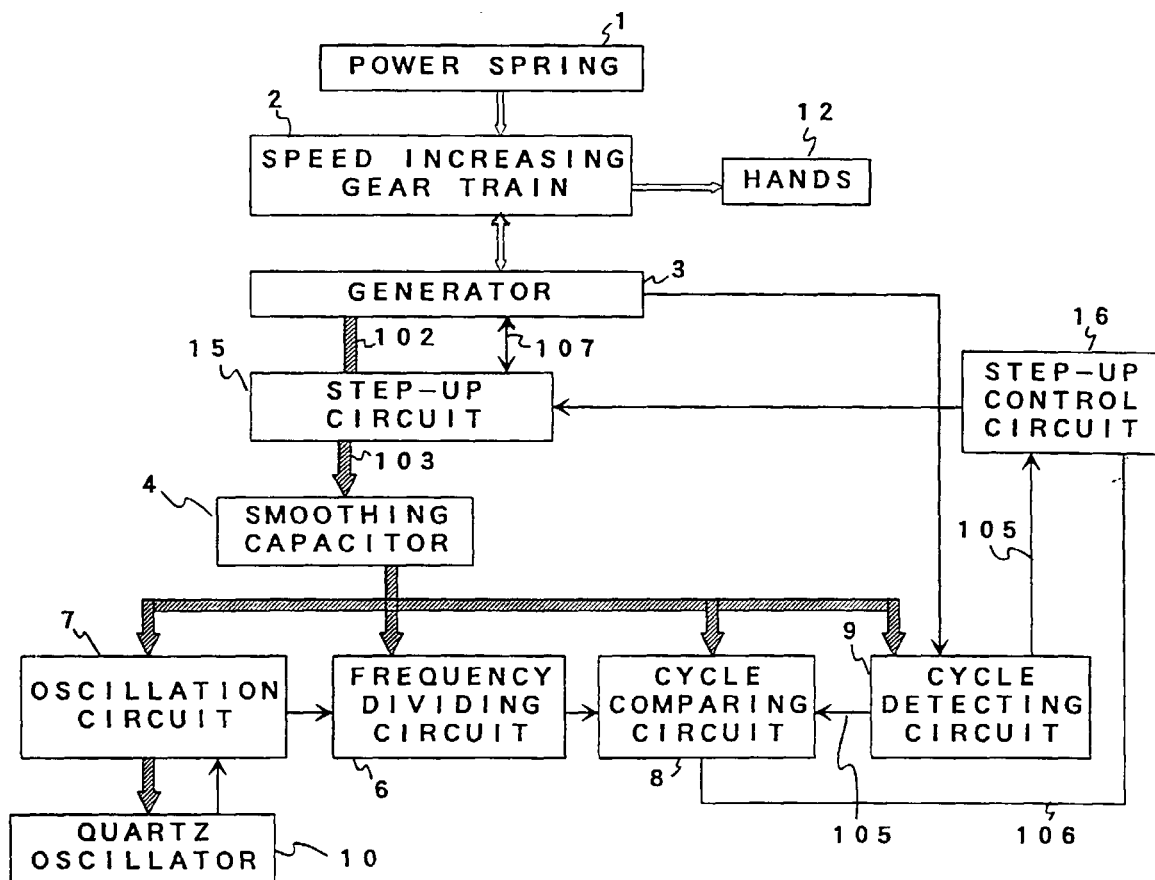 1
POWER SPRING
2
12
SPEED INCREASING
GEAR TRAIN
HANDS
3
GENERATOR
102
107
16
15
STEP-UP
CIRCUIT
STEP-UP
CONTROL
CIRCUIT
103
4
SMOOTHING
CAPACITOR
105
7
9
OSCILLATION
CIRCUIT
FREQUENCY
DIVIDING
CIRCUIT
CYCLE
COMPARING
CIRCUIT
CYCLE
DETECTING
CIRCUIT
6
8
105
106
QUARTZ
OSCILLATOR
10